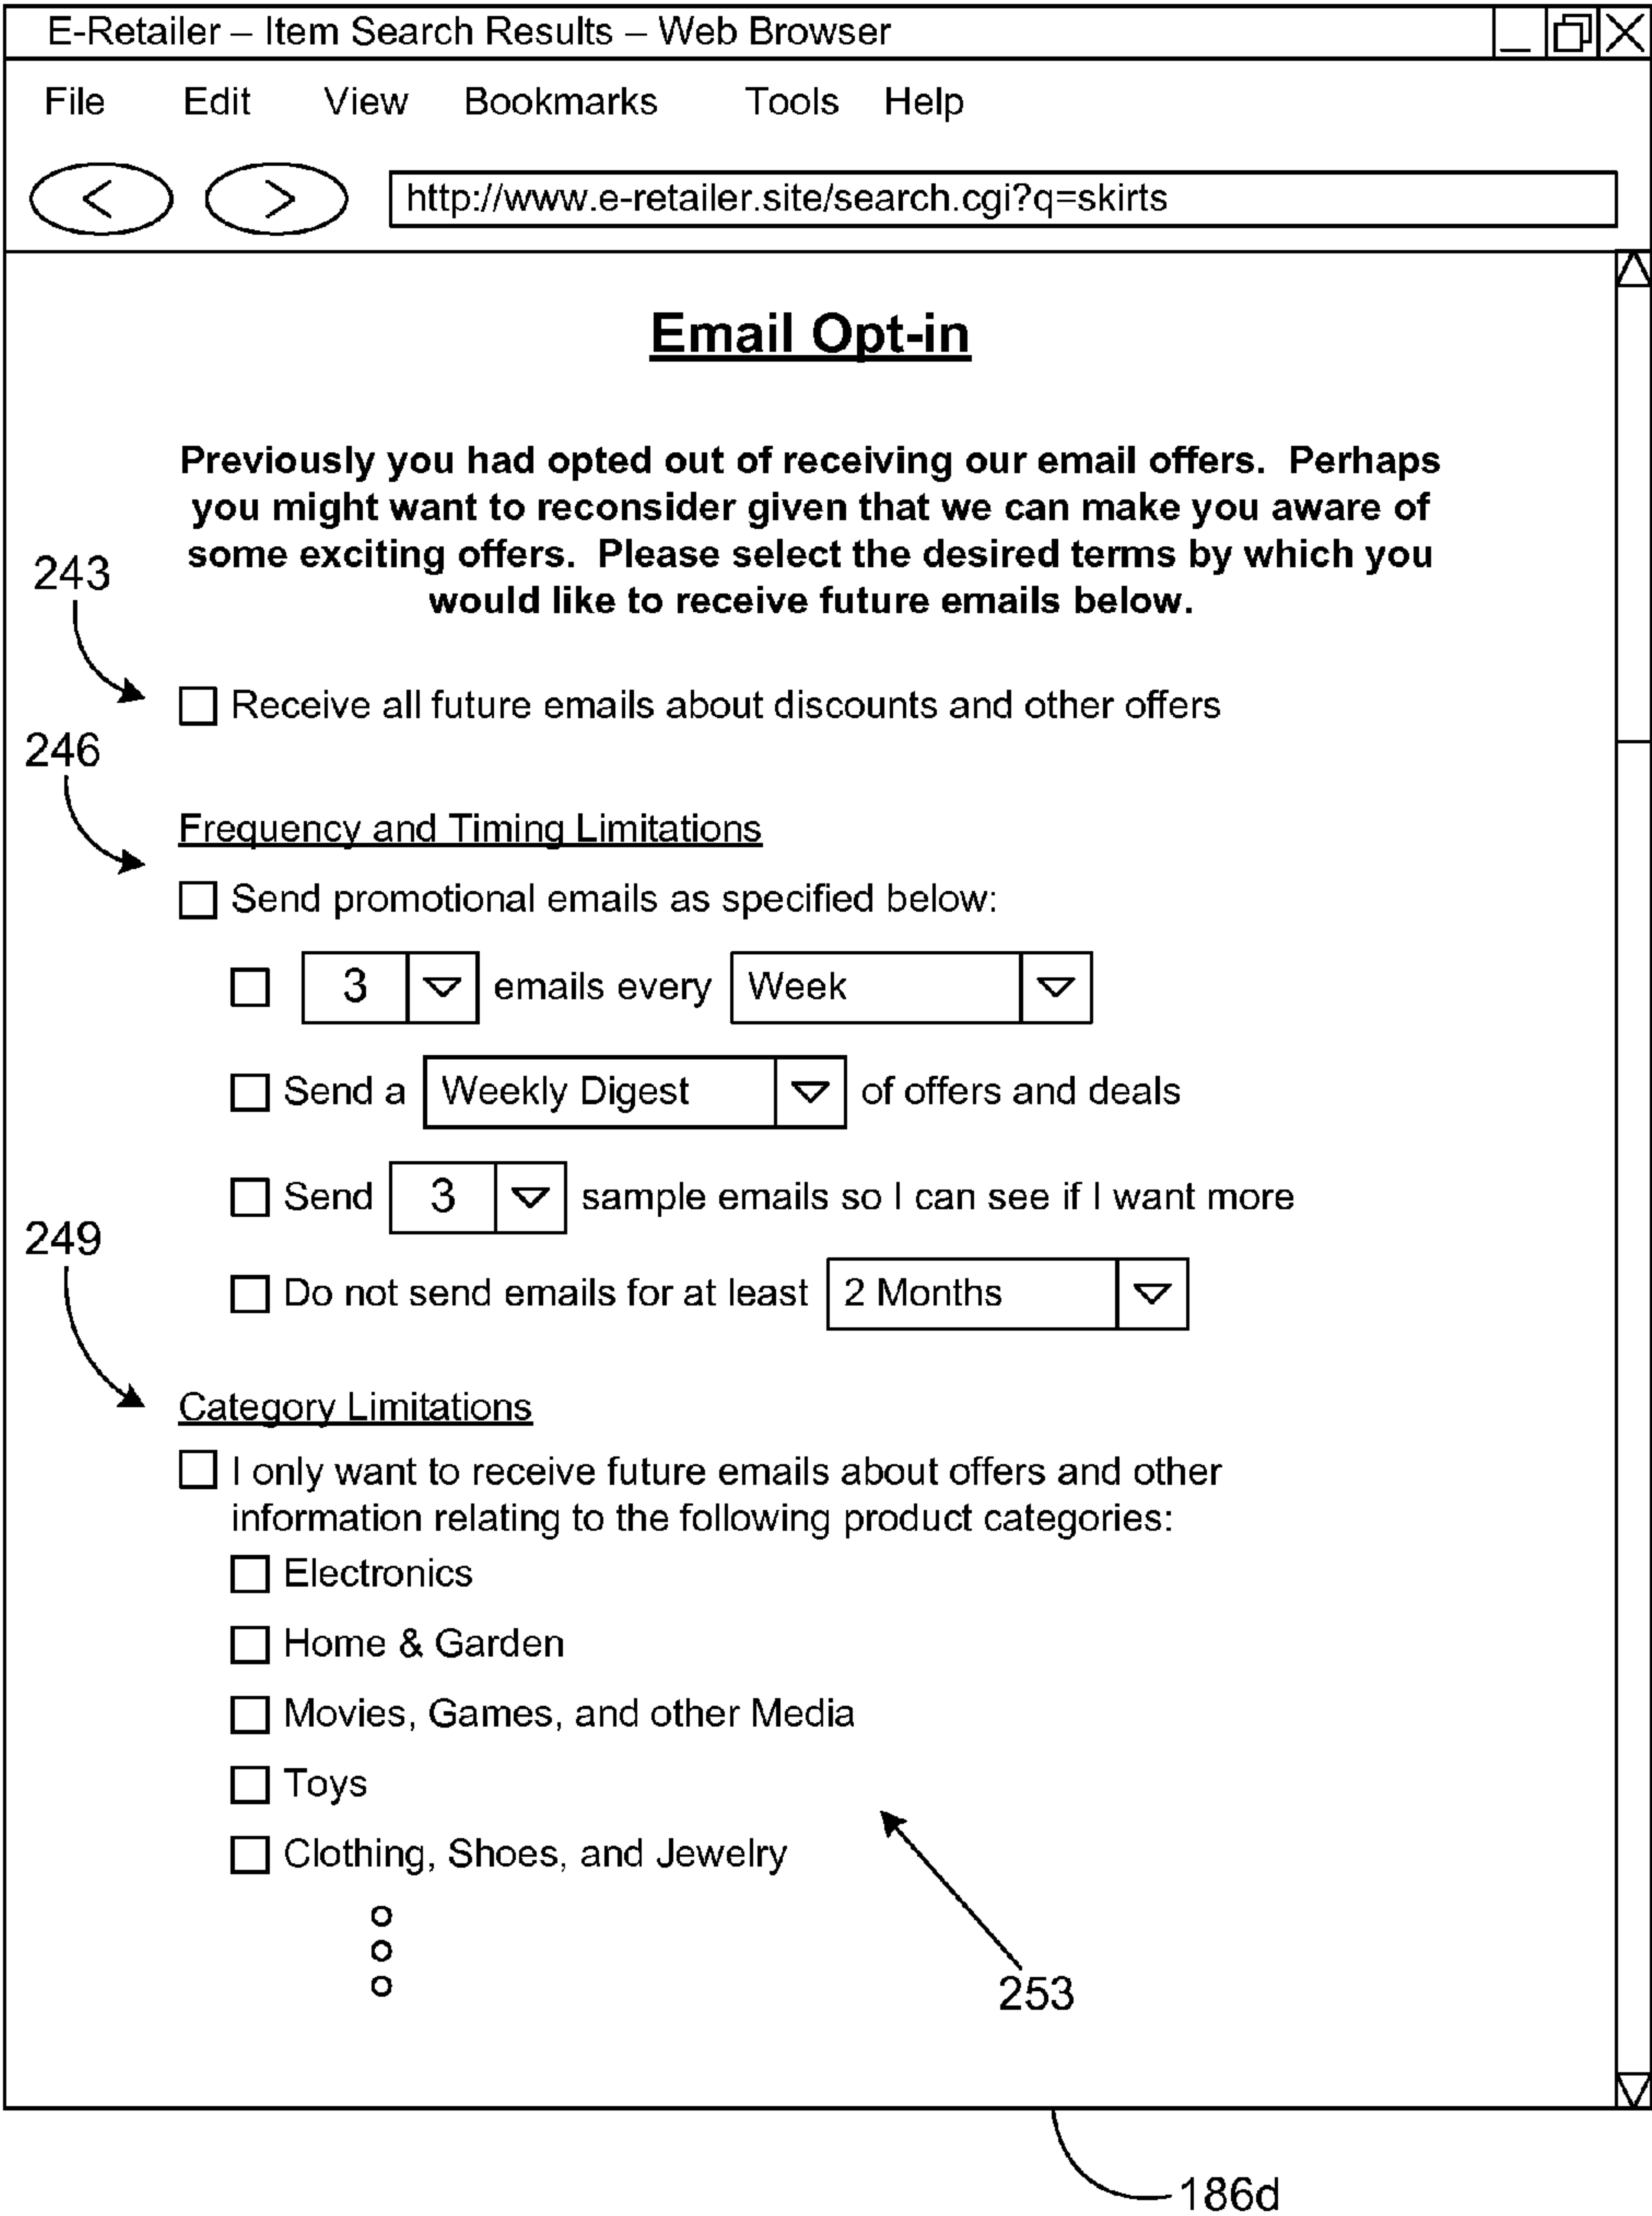 E-Retailer – Item Search Results – Web Browser
File Edit View Bookmarks Tools Help
< >
http://www.e-retailer.site/search.cgi?q=skirts
Email Opt-in
Previously you had opted out of receiving our email offers. Perhaps
you might want to reconsider given that we can make you aware of
some exciting offers. Please select the desired terms by which you
would like to receive future emails below.
243
Receive all future emails about discounts and other offers
246
Frequency and Timing Limitations
Send promotional emails as specified below:
3 emails every Week
Send a Weekly Digest of offers and deals
Send 3 sample emails so I can see if I want more
249
Do not send emails for at least 2 Months
Category Limitations
I only want to receive future emails about offers and other
information relating to the following product categories:
Electronics
Home & Garden
Movies, Games, and other Media
Toys
Clothing, Shoes, and Jewelry
253
186d